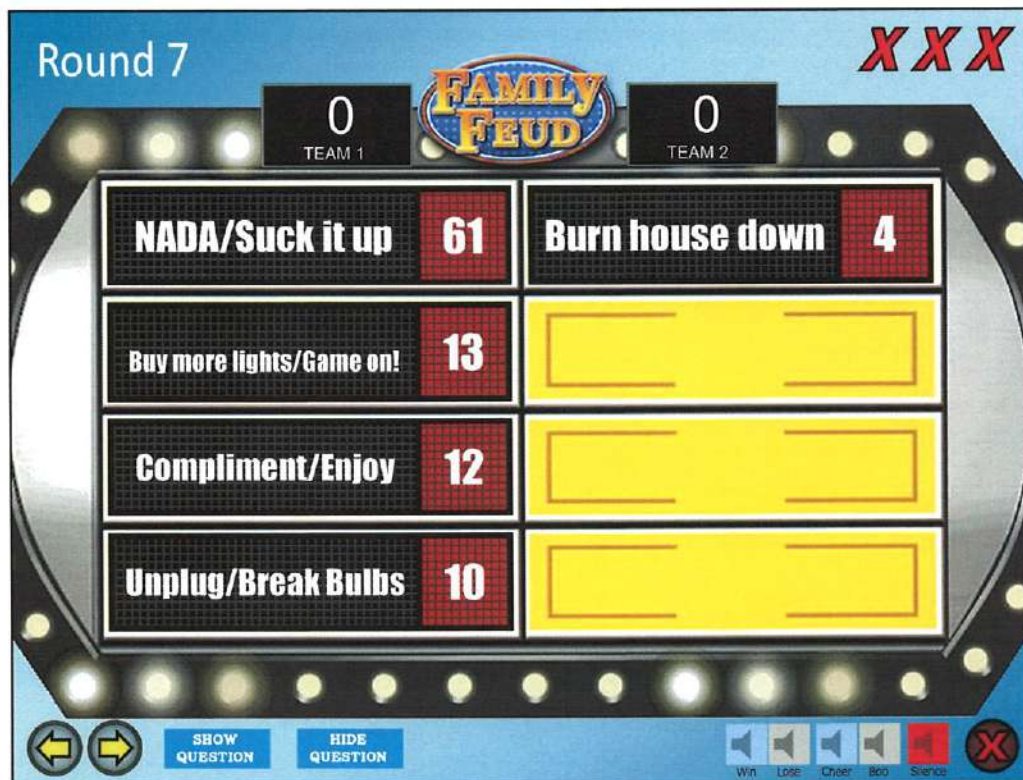 Round 7
X X X
0
TEAM 1
FAMILY
FEUD
0
TEAM 2
NADA/Suck it up 61
Buy more lights/Game on! 13
Compliment/Enjoy 12
Unplug/Break Bulbs 10
Burn house down 4
SHOW
QUESTION
HIDE
QUESTION
Win Lose Cheer Boo Silence
X